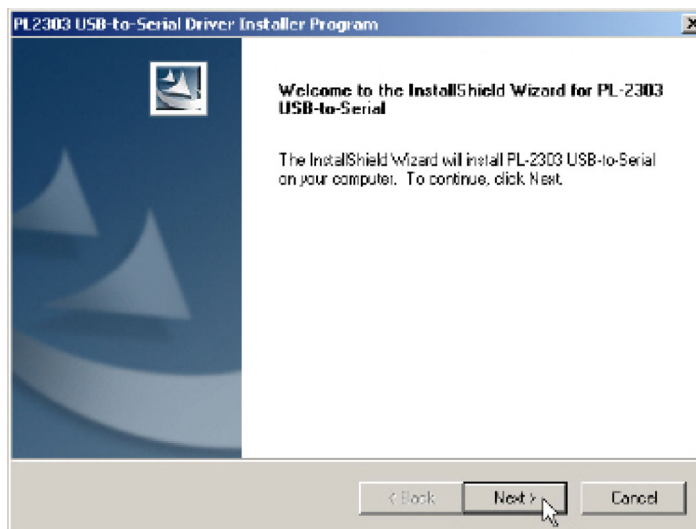 PL2303 USB-to-Serial Driver Installer Program
Welcome to the InstallShield Wizard for PL-2303
USB-to-Serial
The InstallShield Wizard will install PL-2303 USB-to-Serial
on your computer. To continue, click Next.
< Back
Next >
Cancel